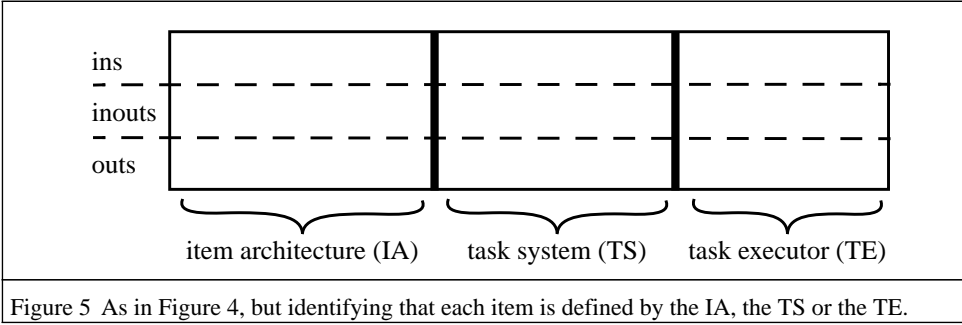 ins
inouts
outs
item architecture (IA) task system (TS) task executor (TE)
Figure 5 As in Figure 4, but identifying that each item is defined by the IA, the TS or the TE.